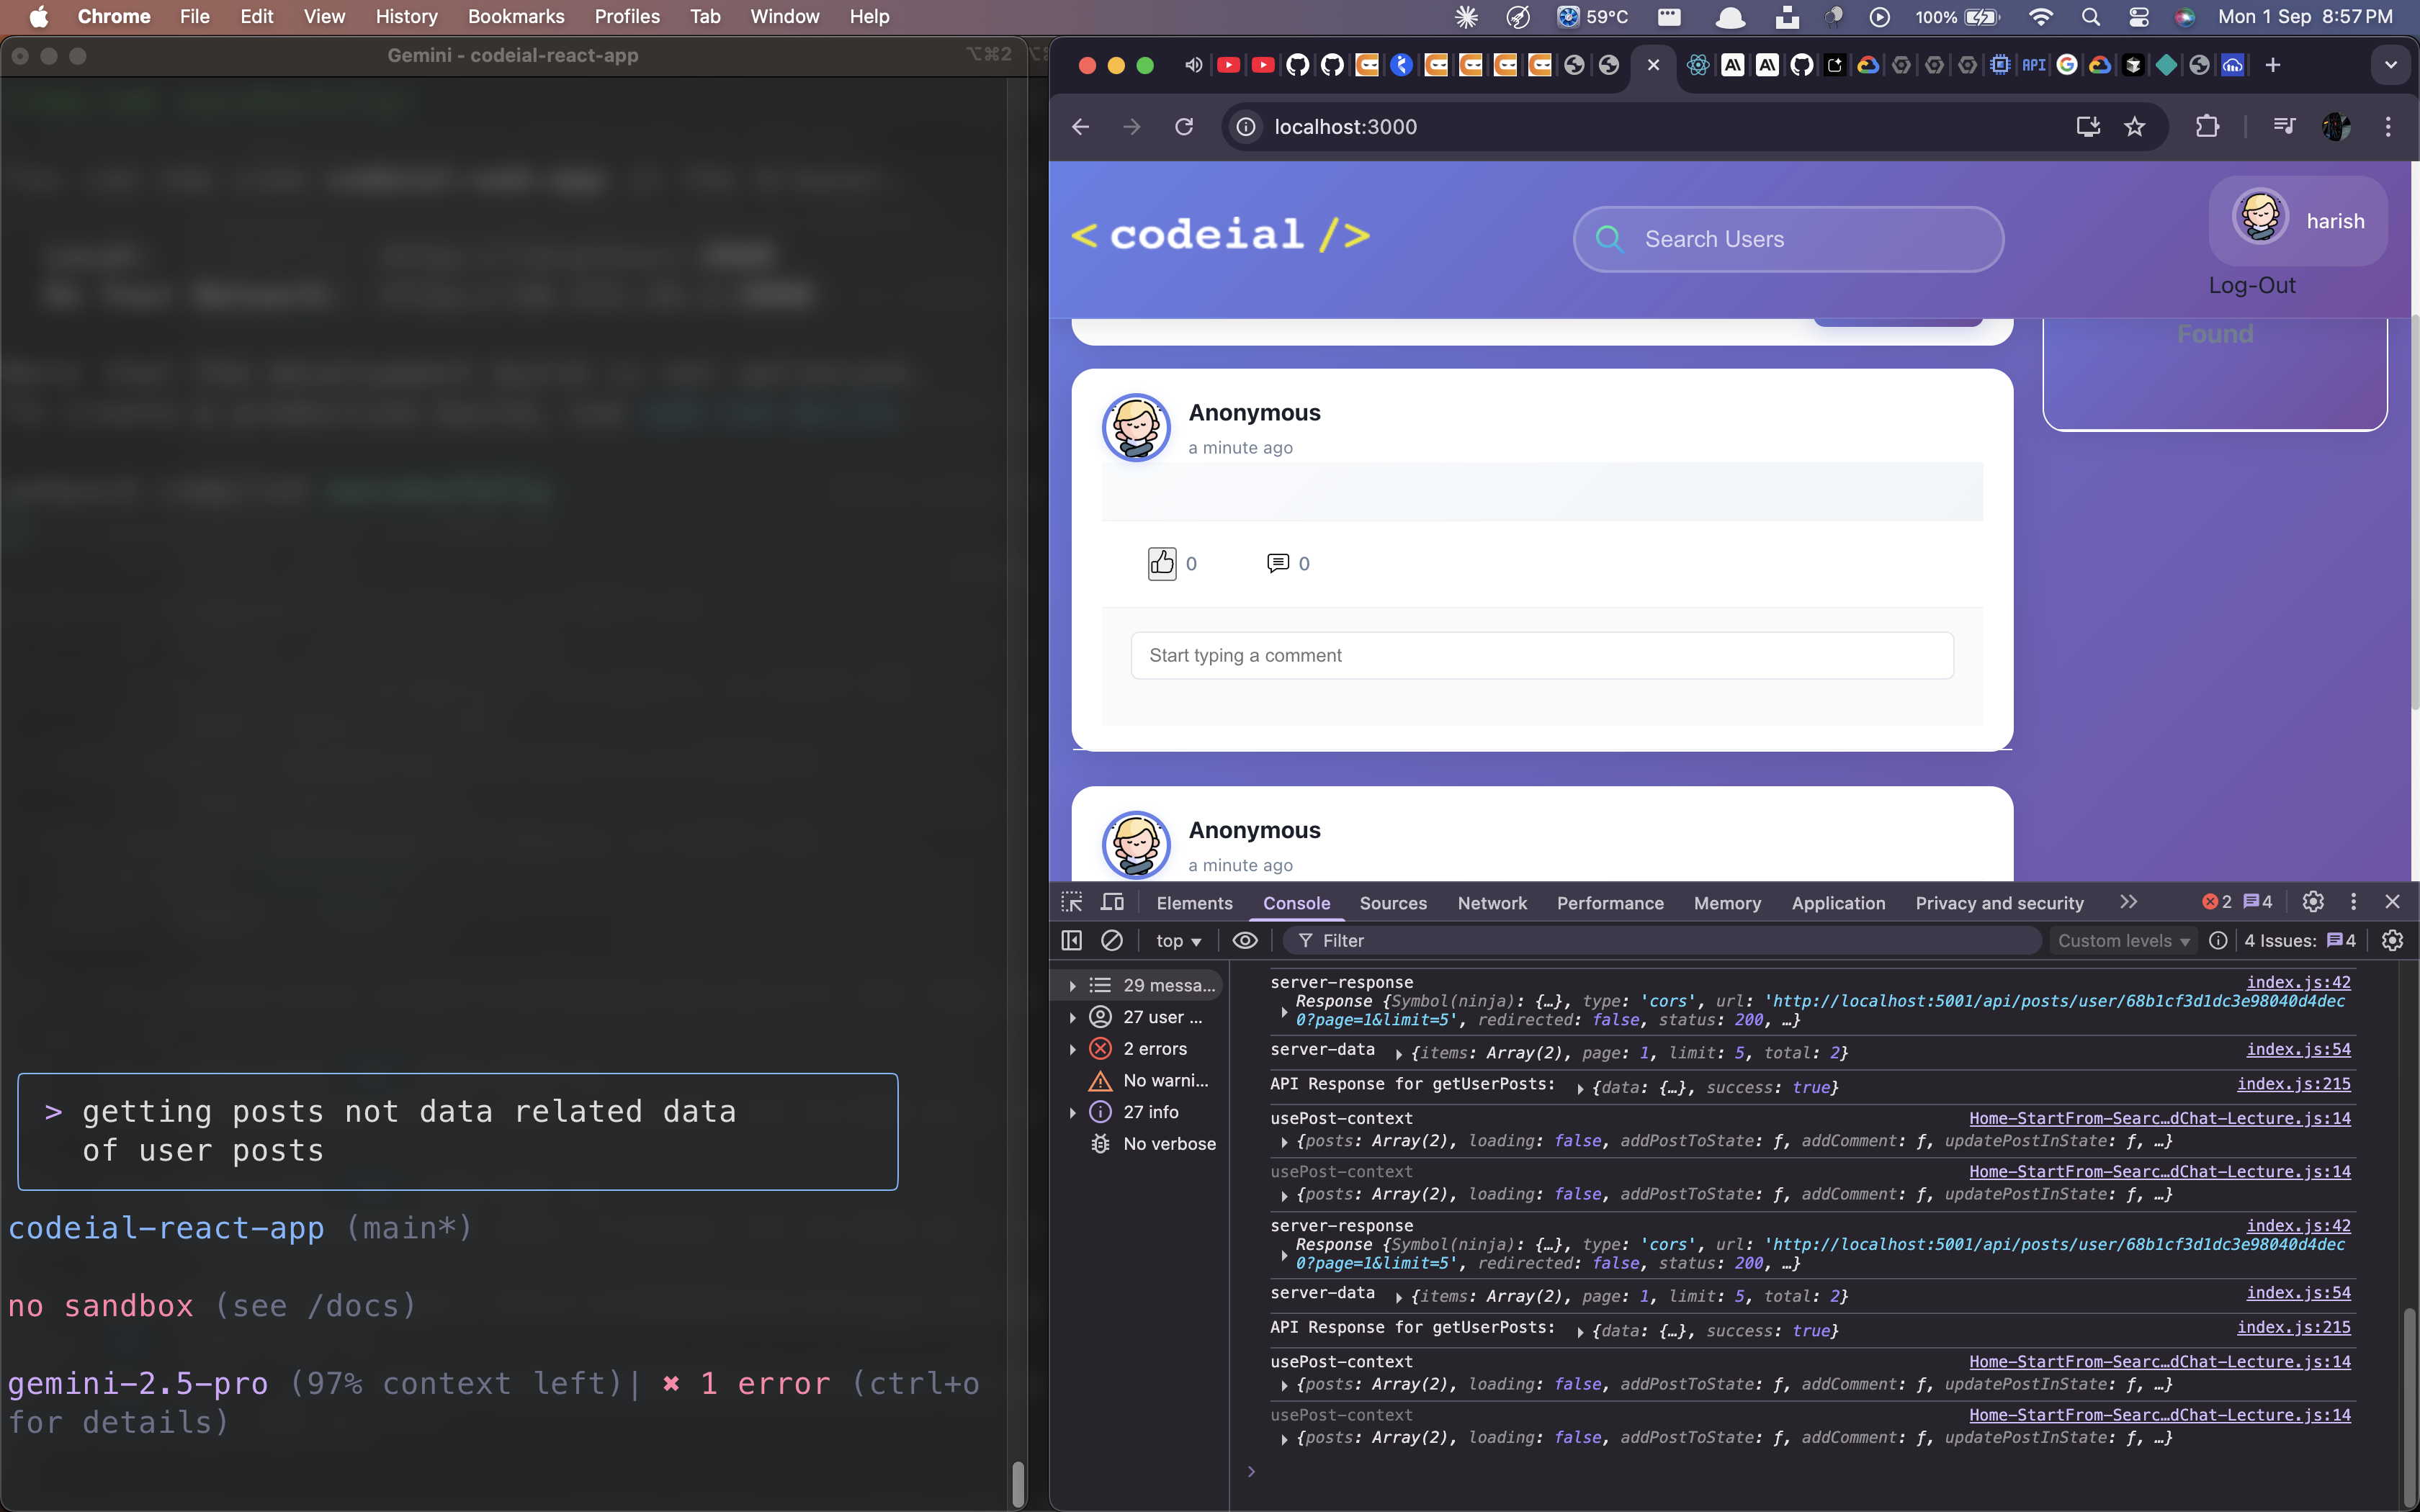 Chrome File Edit View History Bookmarks Profiles Tab Window Help
59°C 100% Mon 1 Sep 8:57 PM
Gemini - codeial-react-app ⌥⌘2
> getting posts not data related data
of user posts
codeial-react-app (main*)
no sandbox (see /docs)
gemini-2.5-pro (97% context left)| ✖ 1 error (ctrl+o
for details)
API
localhost:3000
< codeial />
Search Users
harish
Log-Out
Found
Anonymous
a minute ago
0 0
Start typing a comment
Anonymous
a minute ago
Elements Console Sources Network Performance Memory Application Privacy and security 2 4
top Filter Custom levels 4 Issues: 4
29 messa...
27 user ...
2 errors
No warni...
27 info
No verbose
server-response index.js:42
Response {Symbol(ninja): {…}, type: 'cors', url: 'http://localhost:5001/api/posts/user/68b1cf3d1dc3e98040d4dec
0?page=1&limit=5', redirected: false, status: 200, …}
server-data {items: Array(2), page: 1, limit: 5, total: 2} index.js:54
API Response for getUserPosts: {data: {…}, success: true} index.js:215
usePost-context Home-StartFrom-Searc…dChat-Lecture.js:14
{posts: Array(2), loading: false, addPostToState: ƒ, addComment: ƒ, updatePostInState: ƒ, …}
usePost-context Home-StartFrom-Searc…dChat-Lecture.js:14
{posts: Array(2), loading: false, addPostToState: ƒ, addComment: ƒ, updatePostInState: ƒ, …}
server-response index.js:42
Response {Symbol(ninja): {…}, type: 'cors', url: 'http://localhost:5001/api/posts/user/68b1cf3d1dc3e98040d4dec
0?page=1&limit=5', redirected: false, status: 200, …}
server-data {items: Array(2), page: 1, limit: 5, total: 2} index.js:54
API Response for getUserPosts: {data: {…}, success: true} index.js:215
usePost-context Home-StartFrom-Searc…dChat-Lecture.js:14
{posts: Array(2), loading: false, addPostToState: ƒ, addComment: ƒ, updatePostInState: ƒ, …}
usePost-context Home-StartFrom-Searc…dChat-Lecture.js:14
{posts: Array(2), loading: false, addPostToState: ƒ, addComment: ƒ, updatePostInState: ƒ, …}